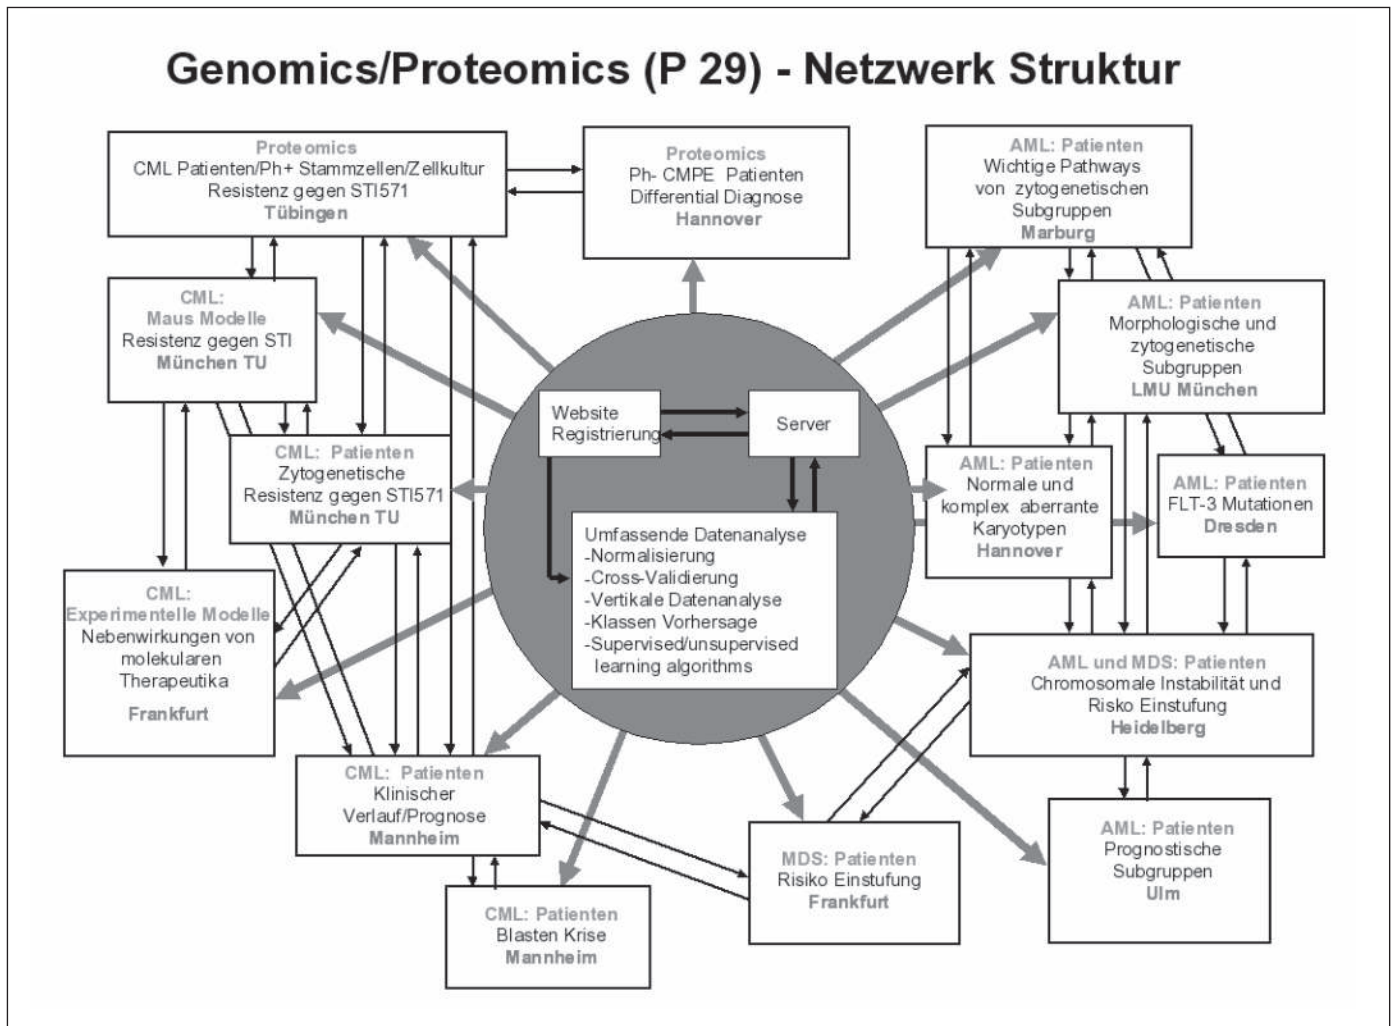 Genomics/Proteomics (P 29) - Netzwerk Struktur
Proteomics
CML Patienten/Ph+ Stammzellen/Zellkultur
Resistenz gegen STI571
Tübingen
Proteomics
Ph- CMPE Patienten
Differential Diagnose
Hannover
AML: Patienten
Wichtige Pathways
von zytogenetischen
Subgruppen
Marburg
CML:
Maus Modelle
Resistenz gegen STI
München TU
AML: Patienten
Morphologische und
zytogenetische
Subgruppen
LMU München
Website
Registrierung
Server
CML: Patienten
Zytogenetische
Resistenz gegen STI571
München TU
AML: Patienten
Normale und
komplex aberrante
Karyotypen
Hannover
AML: Patienten
FLT-3 Mutationen
Dresden
Umfassende Datenanalyse
-Normalisierung
-Cross-Validierung
-Vertikale Datenanalyse
-Klassen Vorhersage
-Supervised/unsupervised
learning algorithms
CML:
Experimentelle Modelle
Nebenwirkungen von
molekularen
Therapeutika
Frankfurt
AML und MDS: Patienten
Chromosomale Instabilität und
Risko Einstufung
Heidelberg
CML: Patienten
Klinischer
Verlauf/Prognose
Mannheim
MDS: Patienten
Risiko Einstufung
Frankfurt
AML: Patienten
Prognostische
Subgruppen
Ulm
CML: Patienten
Blasten Krise
Mannheim